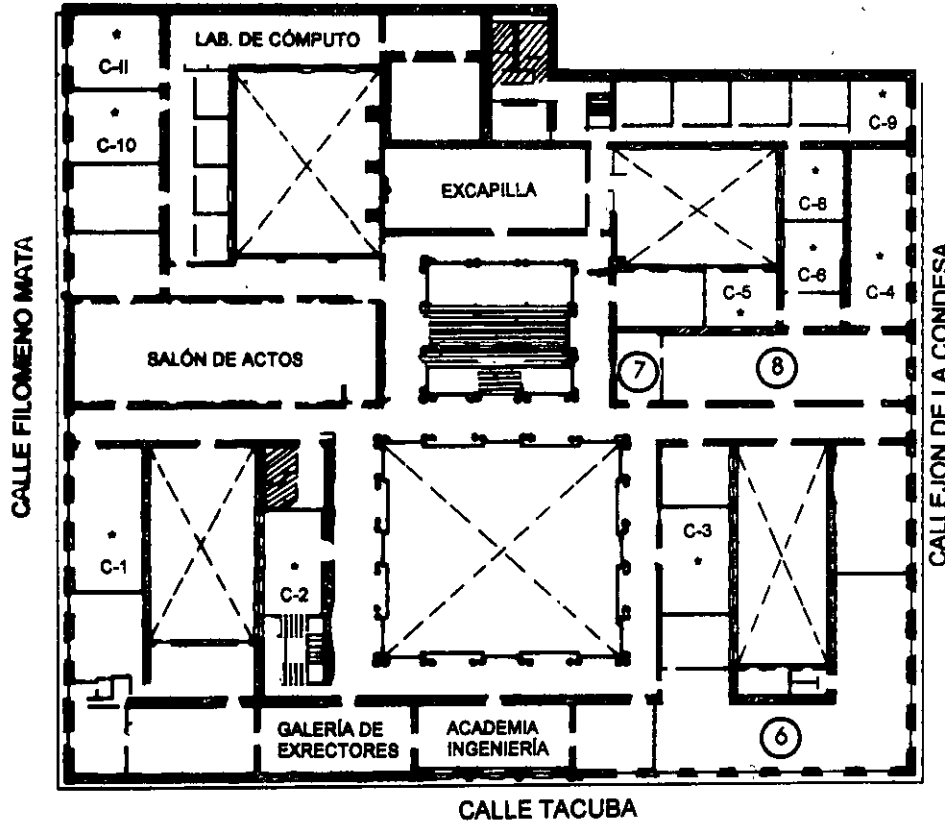 LAB. DE CÓMPUTO
*
C-11
*
C-10
*
C-9
EXCAPILLA
*
C-8
*
C-6
*
C-4
C-5
*
CALLE FILOMENO MATA
SALÓN DE ACTOS
7
8
CALLEJON DE LA CONDESA
*
C-1
*
C-2
C-3
*
GALERÍA DE
EXRECTORES
ACADEMIA
INGENIERÍA
6
CALLE TACUBA